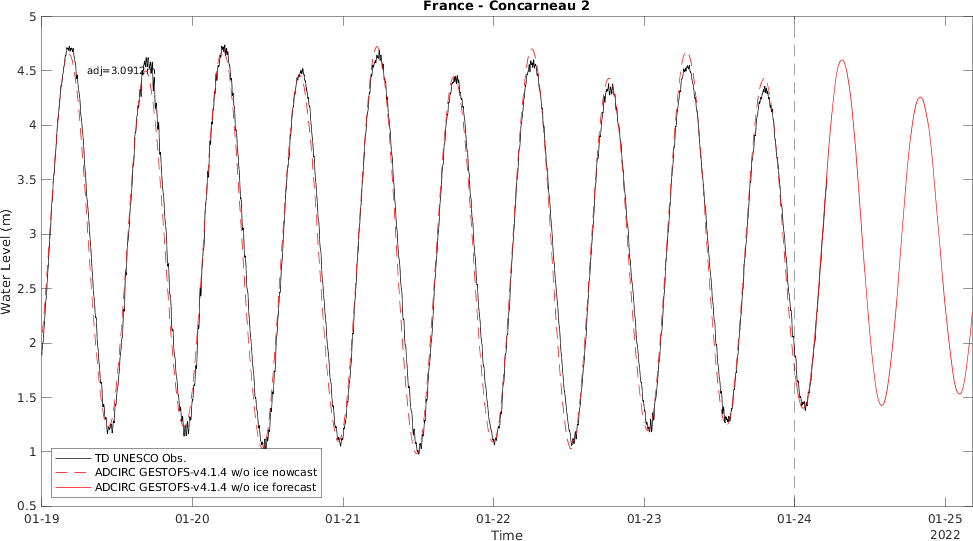 France - Concarneau 2
5
4.5
4
3.5
3
2.5
2
1.5
1
0.5
Water Level (m)
adj=3.0912
TD UNESCO Obs.
ADCIRC GESTOFS-v4.1.4 w/o ice nowcast
ADCIRC GESTOFS-v4.1.4 w/o ice forecast
01-19 01-20 01-21 01-22 01-23 01-24 01-25
Time
2022